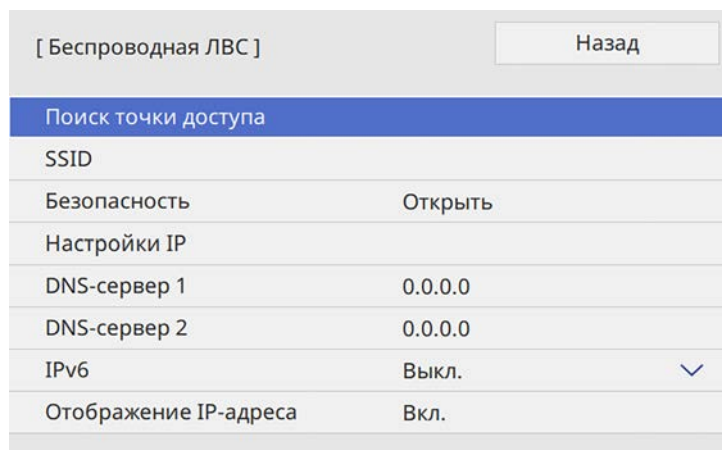 [ Беспроводная ЛВС ] Назад
Поиск точки доступа
SSID
Безопасность Открыть
Настройки IP
DNS-сервер 1 0.0.0.0
DNS-сервер 2 0.0.0.0
IPv6 Выкл.
Отображение IP-адреса Вкл.